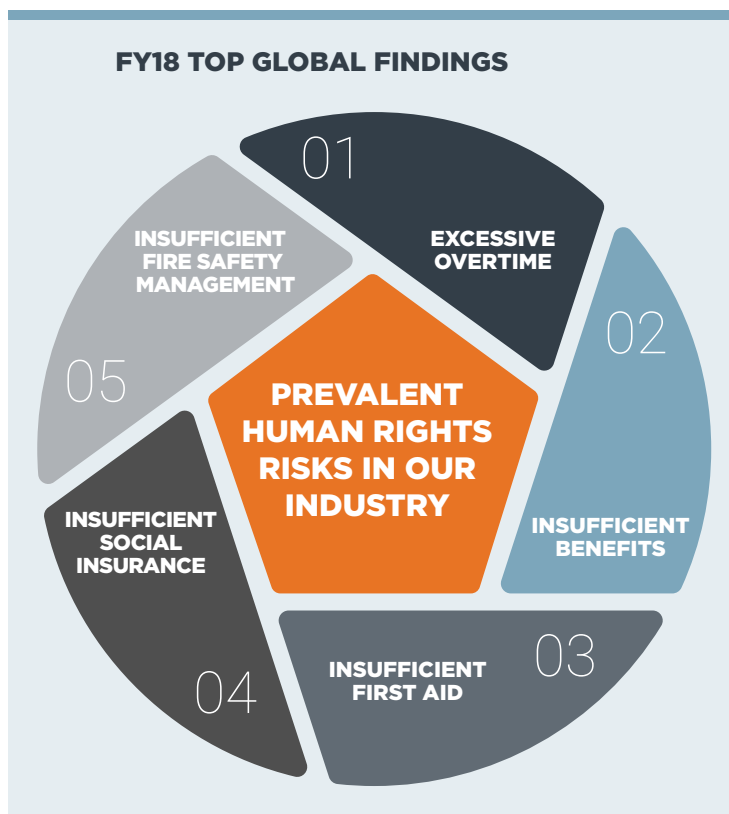 FY18 TOP GLOBAL FINDINGS
01
EXCESSIVE
OVERTIME
02
INSUFFICIENT
BENEFITS
03
INSUFFICIENT
FIRST AID
04
INSUFFICIENT
SOCIAL
INSURANCE
05
INSUFFICIENT
FIRE SAFETY
MANAGEMENT
PREVALENT
HUMAN RIGHTS
RISKS IN OUR
INDUSTRY